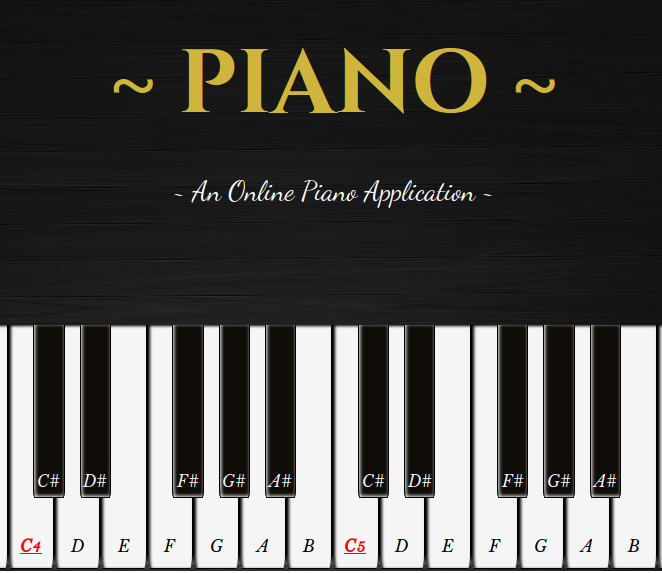 ~ PIANO ~
~ An Online Piano Application ~
C# D# F# G# A# C# D# F# G# A#
C4 D E F G A B C5 D E F G A B